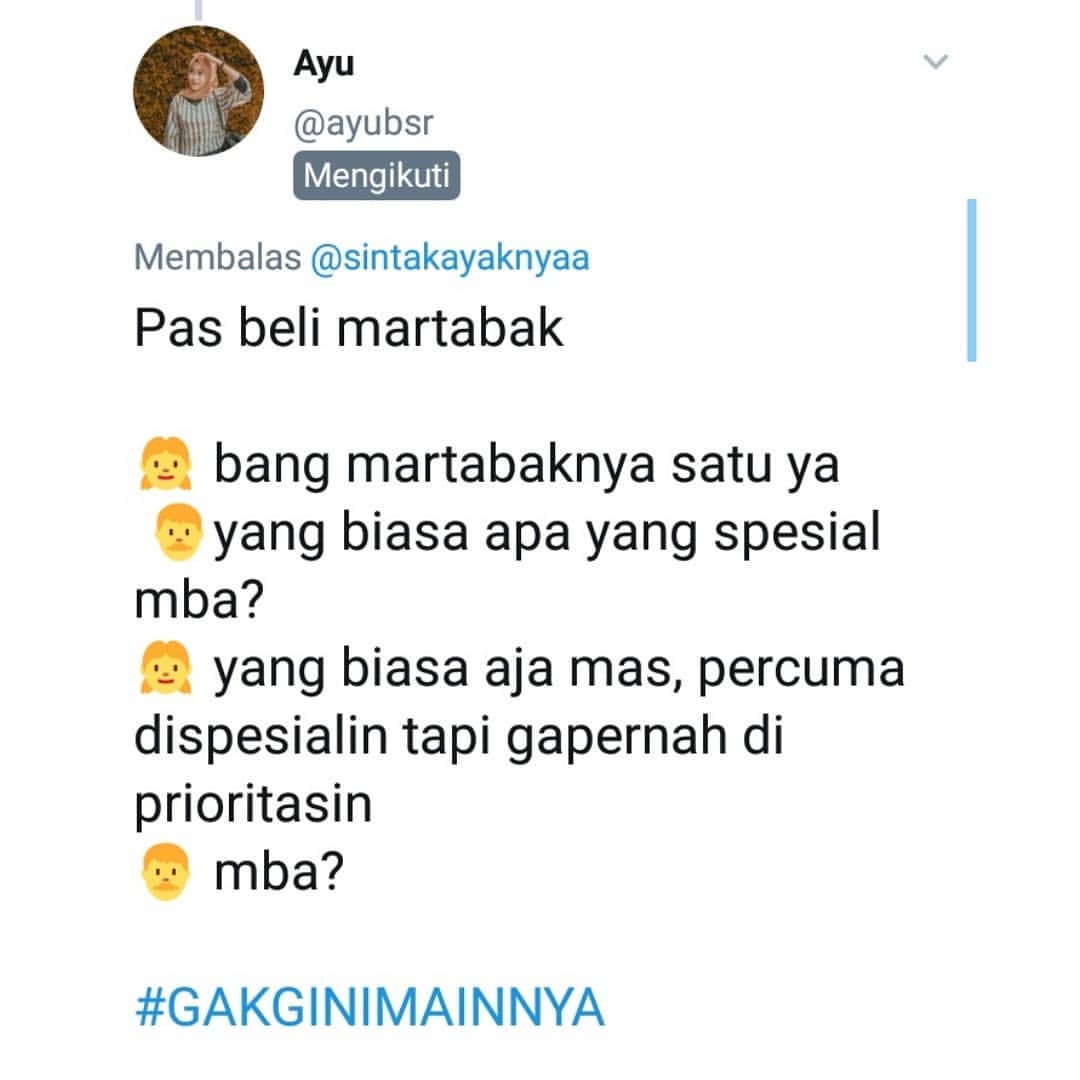 Ayu
@ayubsr
Mengikuti
Membalas @sintakayaknyaa
Pas beli martabak
👧 bang martabaknya satu ya
👨yang biasa apa yang spesial
mba?
👧 yang biasa aja mas, percuma
dispesialin tapi gapernah di
prioritasin
👨 mba?
#GAKGINIMAINNYA